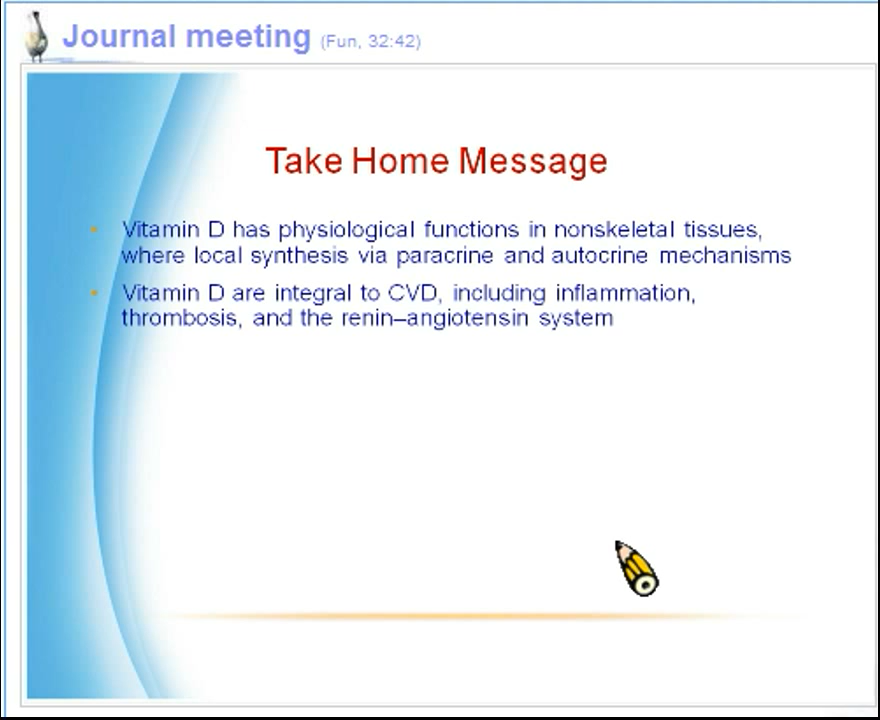 Journal meeting (Fun, 32:42)
Take Home Message
• Vitamin D has physiological functions in nonskeletal tissues,
where local synthesis via paracrine and autocrine mechanisms
• Vitamin D are integral to CVD, including inflammation,
thrombosis, and the renin–angiotensin system